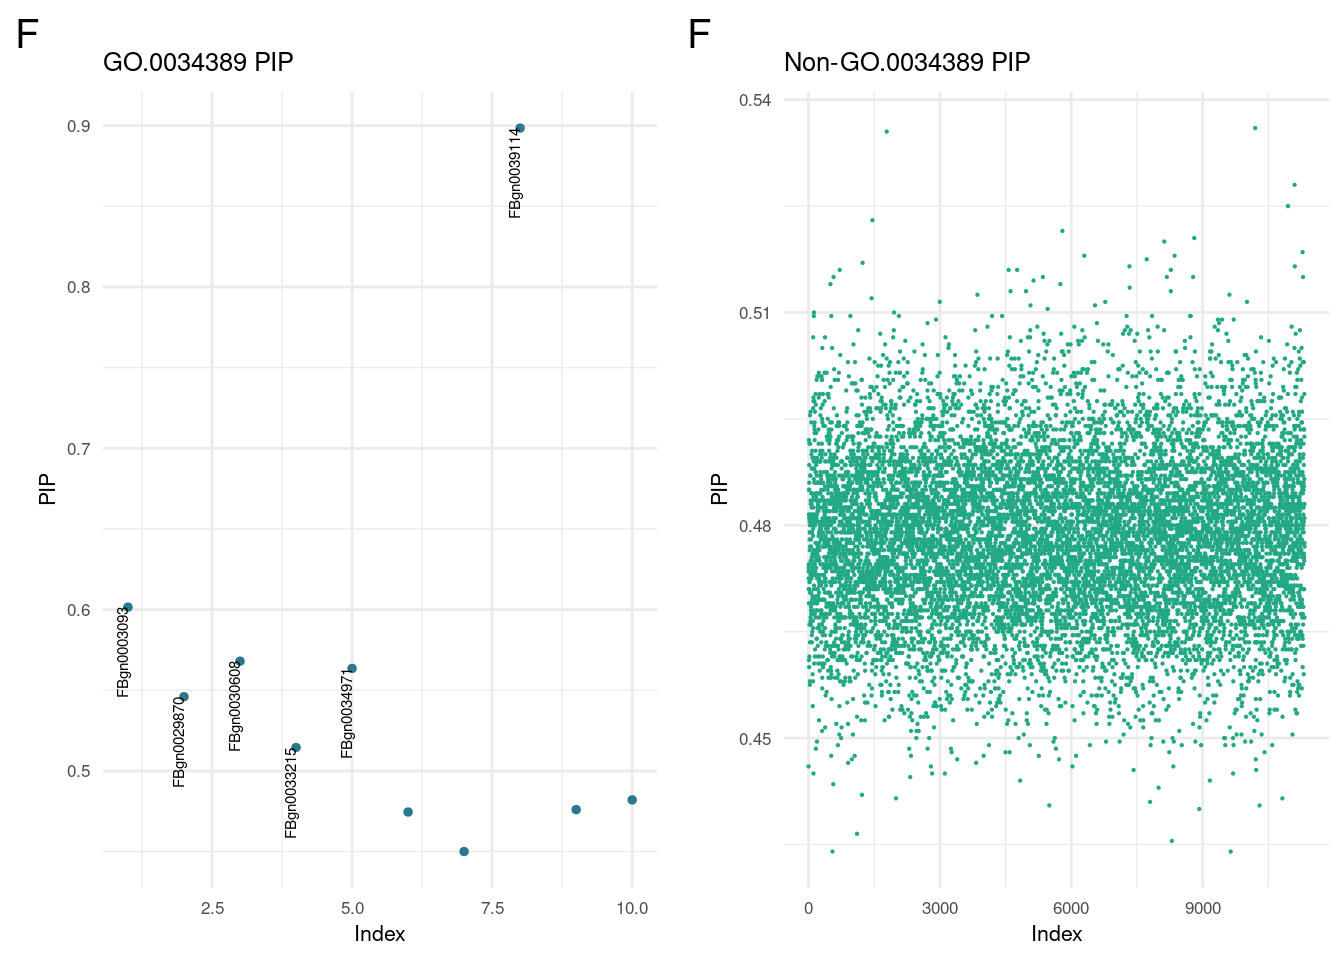 F
GO.0034389 PIP
PIP
0.9
0.8
0.7
0.6
0.5
FBgn0003093
FBgn0029870
FBgn0030608
FBgn0033215
FBgn0034971
FBgn0039114
2.5 5.0 7.5 10.0
Index
F
Non-GO.0034389 PIP
PIP
0.54
0.51
0.48
0.45
0 3000 6000 9000
Index